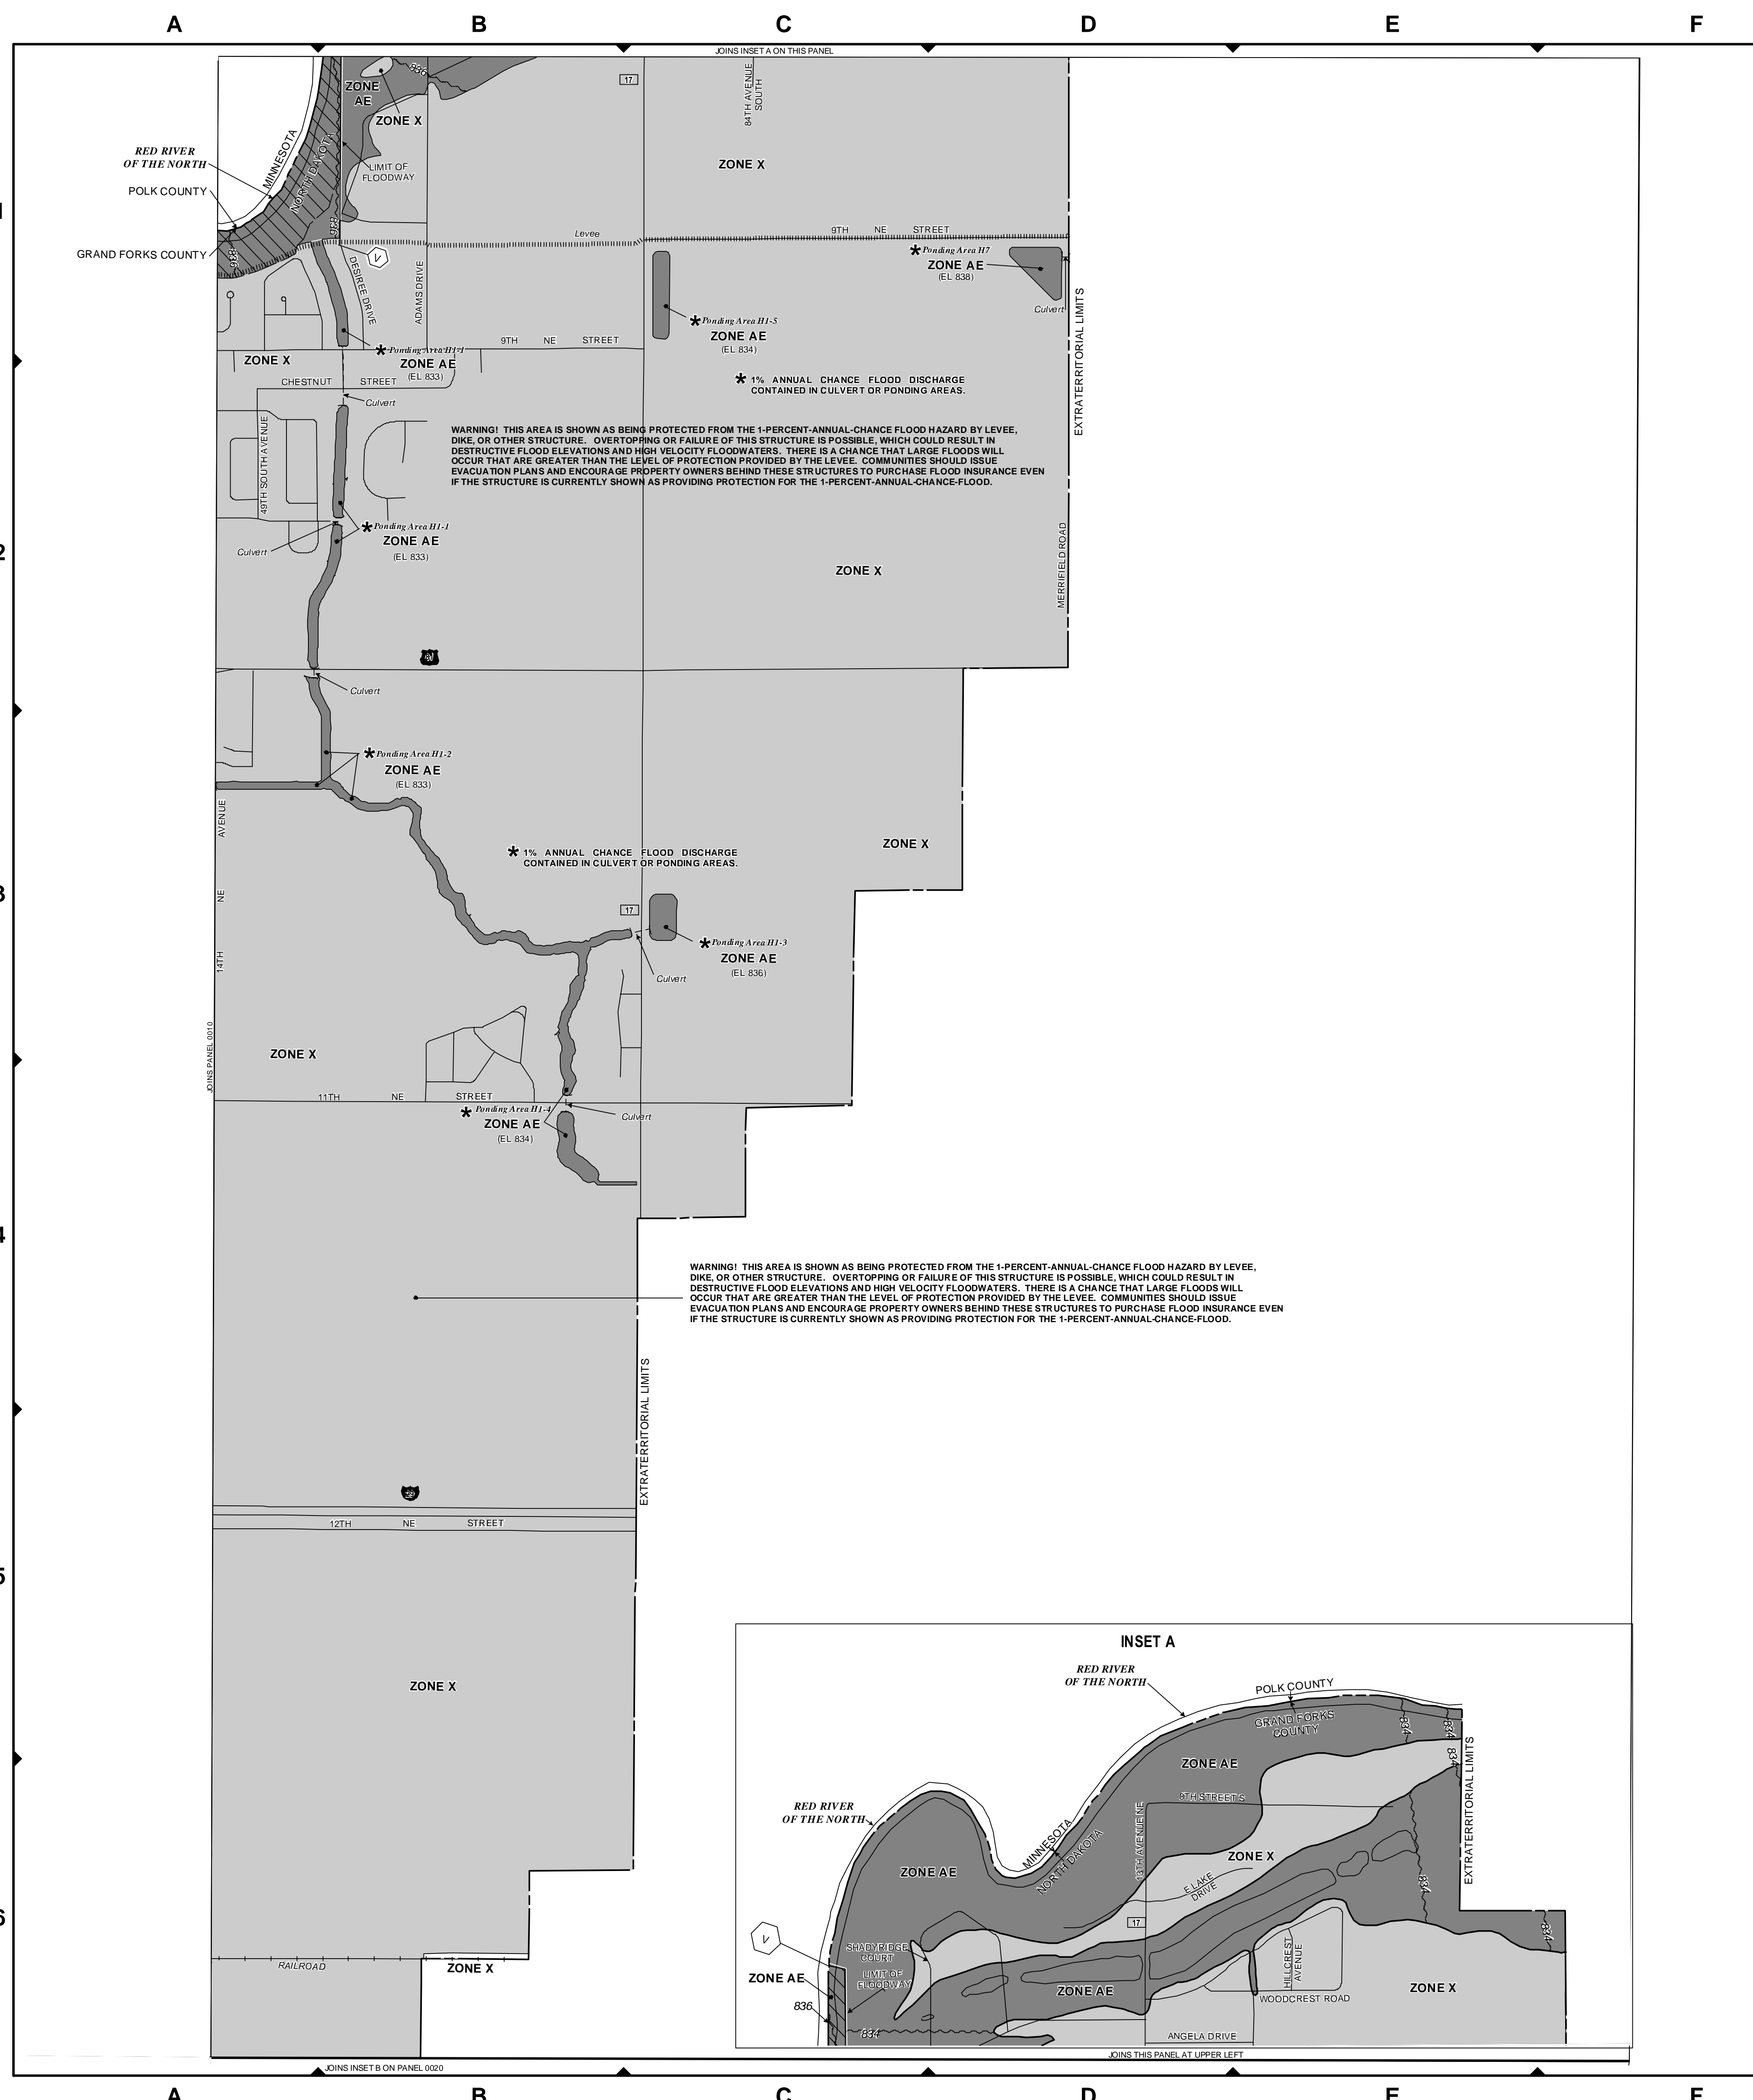 A B C D E F
JOINS INSET A ON THIS PANEL
17
84TH AVENUE
SOUTH
836
ZONE
AE
ZONE X
ZONE X
RED RIVER
OF THE NORTH
MINNESOTA
NORTH DAKOTA
LIMIT OF
FLOODWAY
POLK COUNTY
1
836
836
GRAND FORKS COUNTY
V
Levee
9TH NE STREET
DESIREE DRIVE
ADAMS DRIVE
* Ponding Area H7
ZONE AE
(EL 838)
Culvert
EXTRATERRITORIAL LIMITS
* Ponding Area H1-5
ZONE AE
(EL 834)
9TH NE STREET
* Ponding Area H1-1
ZONE X
ZONE AE
(EL 833)
CHESTNUT STREET
Culvert
* 1% ANNUAL CHANCE FLOOD DISCHARGE
CONTAINED IN CULVERT OR PONDING AREAS.
49TH SOUTH AVENUE
WARNING! THIS AREA IS SHOWN AS BEING PROTECTED FROM THE 1-PERCENT-ANNUAL-CHANCE FLOOD HAZARD BY LEVEE,
DIKE, OR OTHER STRUCTURE. OVERTOPPING OR FAILURE OF THIS STRUCTURE IS POSSIBLE, WHICH COULD RESULT IN
DESTRUCTIVE FLOOD ELEVATIONS AND HIGH VELOCITY FLOODWATERS. THERE IS A CHANCE THAT LARGE FLOODS WILL
OCCUR THAT ARE GREATER THAN THE LEVEL OF PROTECTION PROVIDED BY THE LEVEE. COMMUNITIES SHOULD ISSUE
EVACUATION PLANS AND ENCOURAGE PROPERTY OWNERS BEHIND THESE STRUCTURES TO PURCHASE FLOOD INSURANCE EVEN
IF THE STRUCTURE IS CURRENTLY SHOWN AS PROVIDING PROTECTION FOR THE 1-PERCENT-ANNUAL-CHANCE-FLOOD.
* Ponding Area H1-1
ZONE AE
(EL 833)
2
Culvert
ZONE X
MERRIFIELD ROAD
Culvert
* Ponding Area H1-2
ZONE AE
(EL 833)
14TH NE AVENUE
* 1% ANNUAL CHANCE FLOOD DISCHARGE
CONTAINED IN CULVERT OR PONDING AREAS.
ZONE X
3
17
* Ponding Area H1-3
ZONE AE
(EL 836)
Culvert
JOINS PANEL 0010
ZONE X
11TH NE STREET
* Ponding Area H1-4
ZONE AE
(EL 834)
Culvert
4
WARNING! THIS AREA IS SHOWN AS BEING PROTECTED FROM THE 1-PERCENT-ANNUAL-CHANCE FLOOD HAZARD BY LEVEE,
DIKE, OR OTHER STRUCTURE. OVERTOPPING OR FAILURE OF THIS STRUCTURE IS POSSIBLE, WHICH COULD RESULT IN
DESTRUCTIVE FLOOD ELEVATIONS AND HIGH VELOCITY FLOODWATERS. THERE IS A CHANCE THAT LARGE FLOODS WILL
OCCUR THAT ARE GREATER THAN THE LEVEL OF PROTECTION PROVIDED BY THE LEVEE. COMMUNITIES SHOULD ISSUE
EVACUATION PLANS AND ENCOURAGE PROPERTY OWNERS BEHIND THESE STRUCTURES TO PURCHASE FLOOD INSURANCE EVEN
IF THE STRUCTURE IS CURRENTLY SHOWN AS PROVIDING PROTECTION FOR THE 1-PERCENT-ANNUAL-CHANCE-FLOOD.
EXTRATERRITORIAL LIMITS
12TH NE STREET
5
ZONE X
RAILROAD
ZONE X
6
INSET A
RED RIVER
OF THE NORTH
POLK COUNTY
GRAND FORKS
COUNTY
834
834
834
ZONE AE
EXTRATERRITORIAL LIMITS
RED RIVER
OF THE NORTH
8TH STREET S
13TH AVENUE NE
MINNESOTA
NORTH DAKOTA
ZONE AE
ZONE X
E LAKE
DRIVE
834
17
834
V
SHADYRIDGE
COURT
HILLCREST
AVENUE
LIMIT OF
FLOODWAY
ZONE AE
ZONE AE
ZONE X
WOODCREST ROAD
836
834
ANGELA DRIVE
JOINS THIS PANEL AT UPPER LEFT
JOINS INSET B ON PANEL 0020
A B C D E F